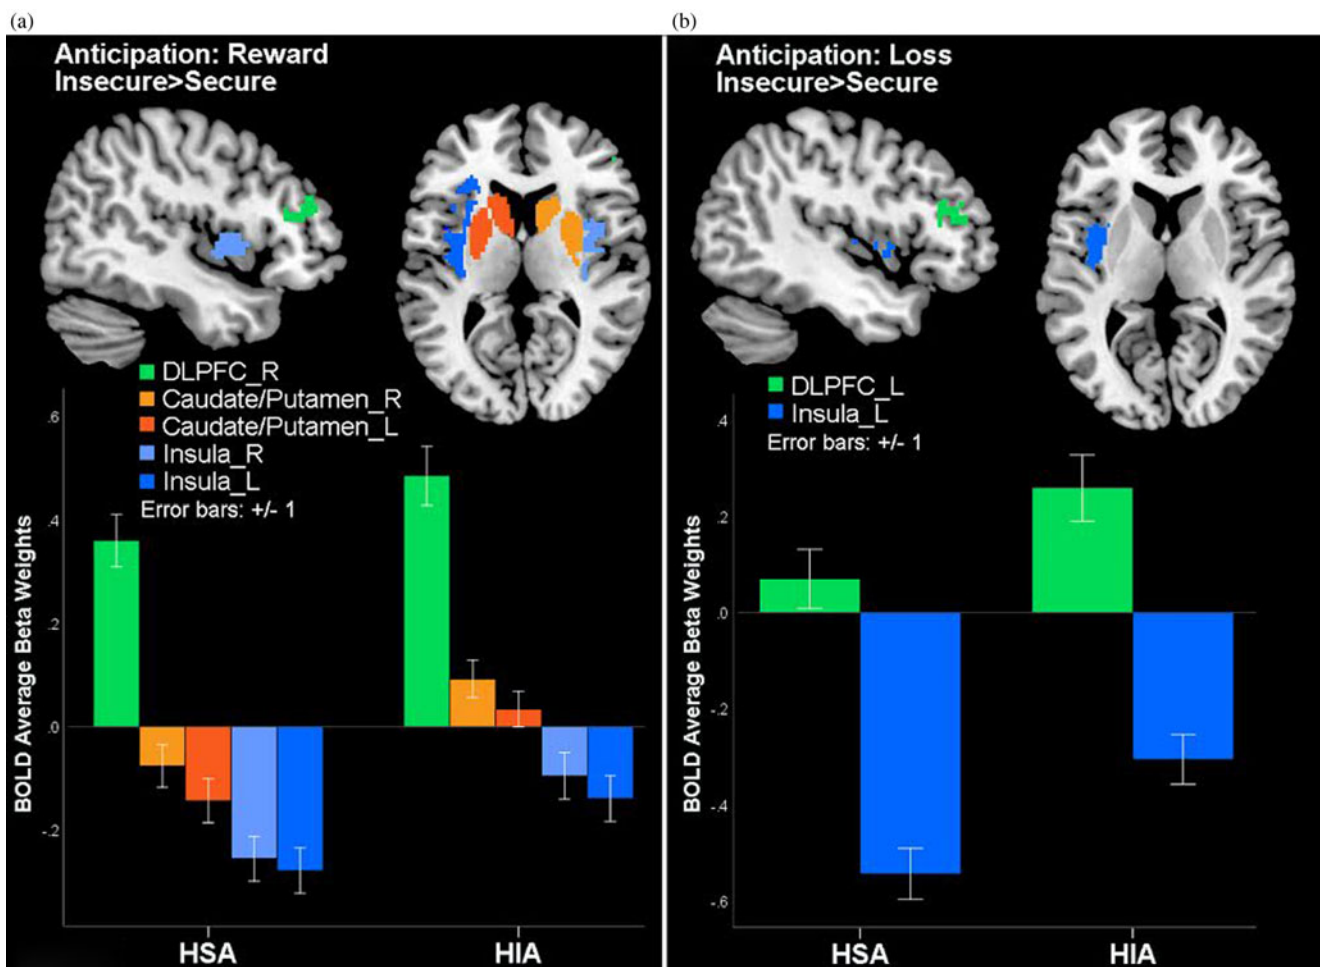 (a)
Anticipation: Reward
Insecure>Secure
DLPFC_R
Caudate/Putamen_R
Caudate/Putamen_L
Insula_R
Insula_L
Error bars: +/- 1
BOLD Average Beta Weights
.6
.4
.2
.0
-.2
HSA
HIA
(b)
Anticipation: Loss
Insecure>Secure
DLPFC_L
Insula_L
Error bars: +/- 1
BOLD Average Beta Weights
.4
.2
.0
-.2
-.4
-.6
HSA
HIA